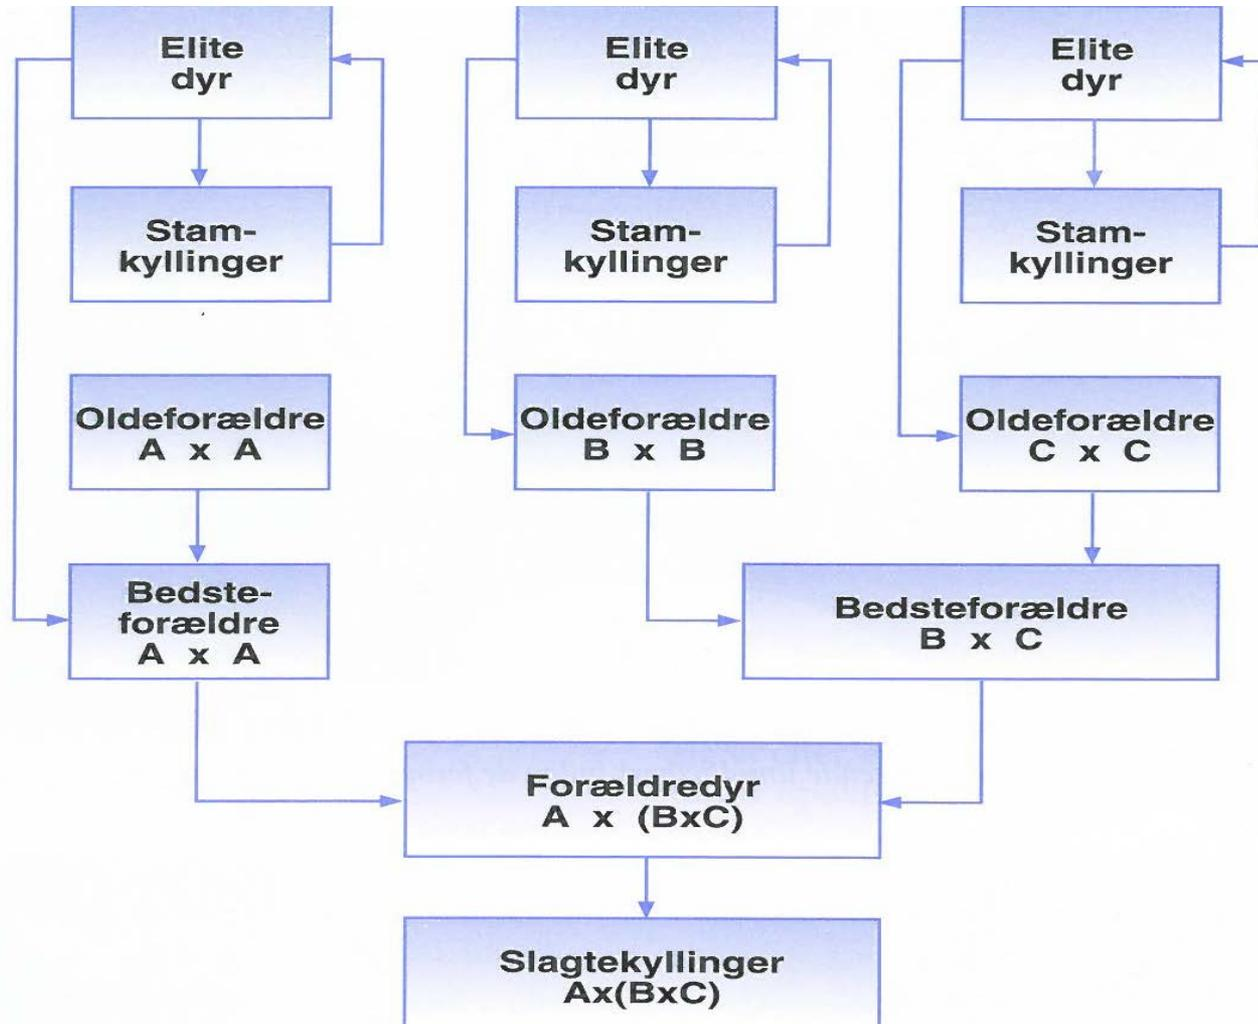 Elite
dyr
Elite
dyr
Elite
dyr
Stam-
kyllinger
Stam-
kyllinger
Stam-
kyllinger
Oldeforældre
A x A
Oldeforældre
B x B
Oldeforældre
C x C
Bedste-
forældre
A x A
Bedsteforældre
B x C
Forældredyr
A x (BxC)
Slagtekyllinger
Ax(BxC)